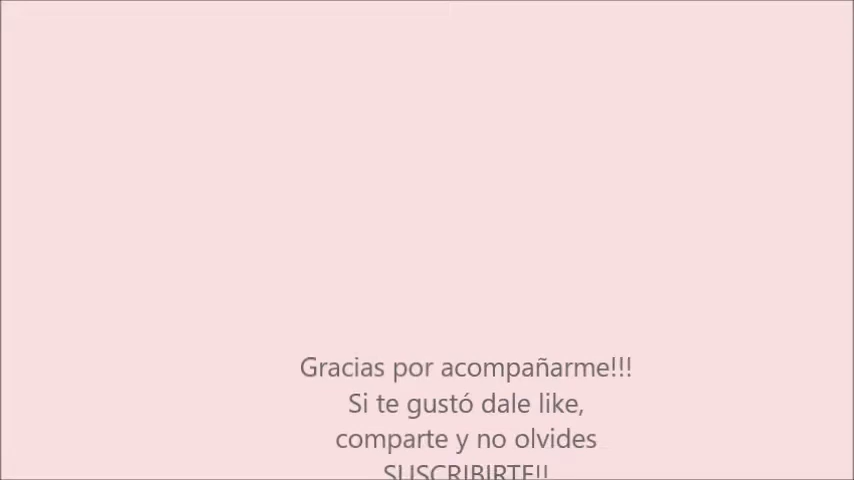 Gracias por acompañarme!!!
Si te gustó dale like,
comparte y no olvides
SUSCRIBIRTE!!